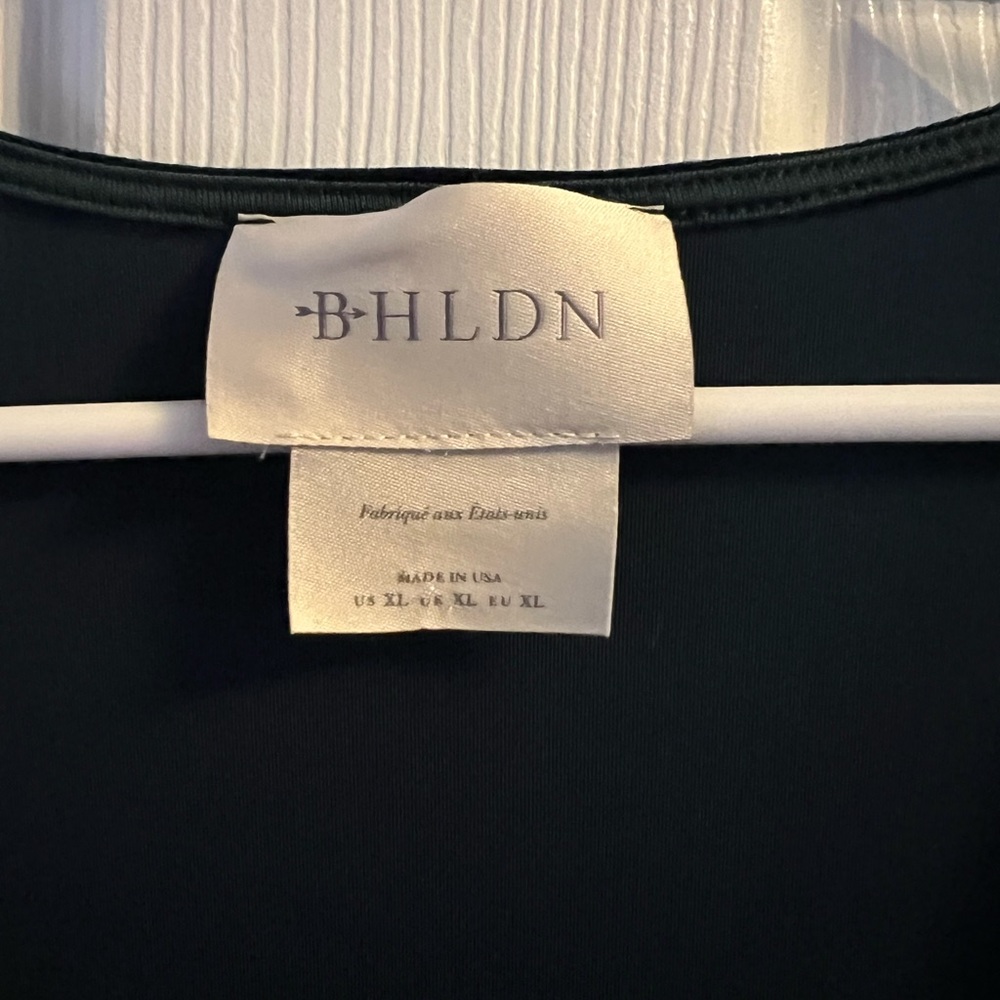 BHLDN
Fabriqué aux États-unis
MADE IN USA
US XL UK XL EU XL